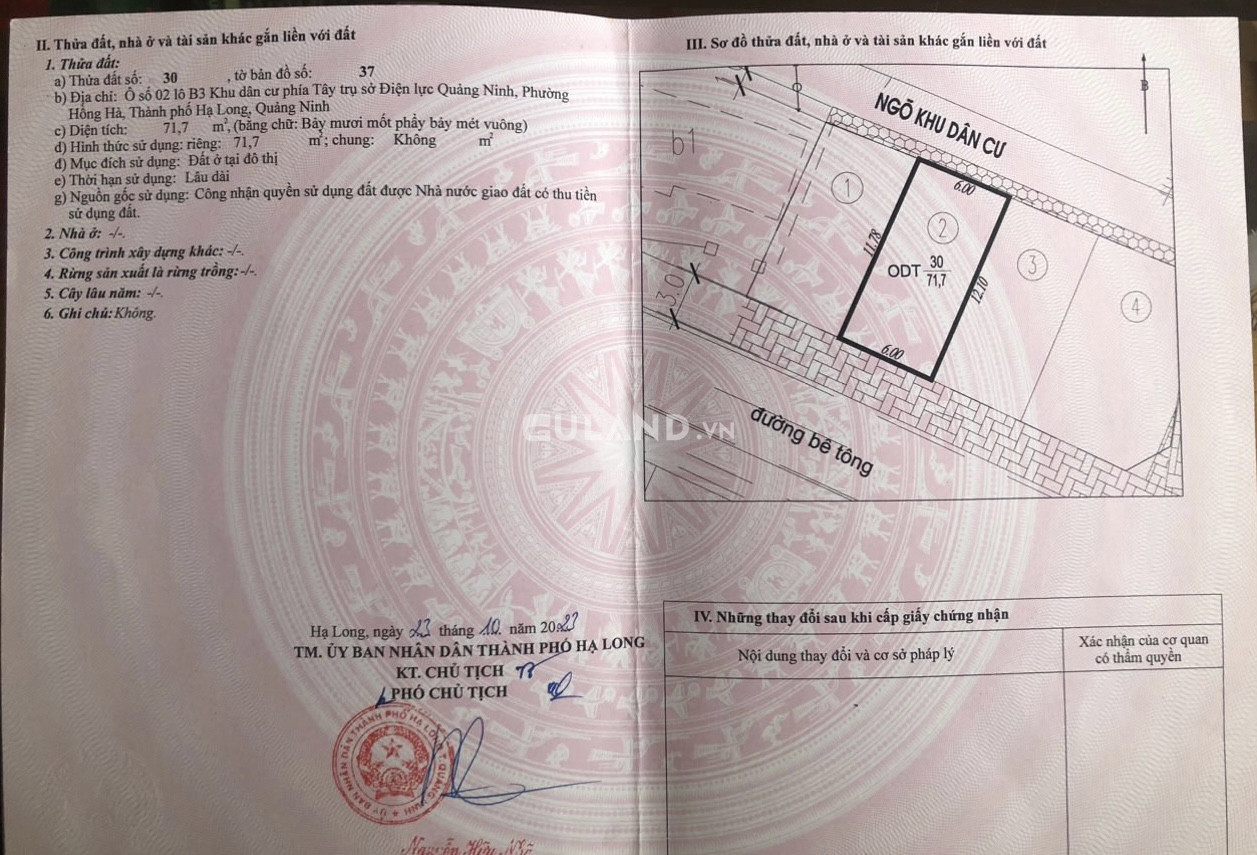 II. Thửa đất, nhà ở và tài sản khác gắn liền với đất
1. Thửa đất:
a) Thửa đất số: 30 , tờ bản đồ số: 37
b) Địa chỉ: Ô số 02 lô B3 Khu dân cư phía Tây trụ sở Điện lực Quảng Ninh, Phường
Hồng Hà, Thành phố Hạ Long, Quảng Ninh
c) Diện tích: 71,7 m², (bằng chữ: Bảy mươi mốt phẩy bảy mét vuông)
d) Hình thức sử dụng: riêng: 71,7 m²; chung: Không m²
đ) Mục đích sử dụng: Đất ở tại đô thị
e) Thời hạn sử dụng: Lâu dài
g) Nguồn gốc sử dụng: Công nhận quyền sử dụng đất được Nhà nước giao đất có thu tiền
sử dụng đất.
2. Nhà ở: -/-.
3. Công trình xây dựng khác: -/-.
4. Rừng sản xuất là rừng trồng: -/-.
5. Cây lâu năm: -/-.
6. Ghi chú: Không.
Hạ Long, ngày 23 tháng 10. năm 2023
TM. ỦY BAN NHÂN DÂN THÀNH PHỐ HẠ LONG
KT. CHỦ TỊCH
PHÓ CHỦ TỊCH
ỦY BAN NHÂN DÂN THÀNH PHỐ HẠ LONG
T. QUẢNG NINH
III. Sơ đồ thửa đất, nhà ở và tài sản khác gắn liền với đất
B
NGÕ KHU DÂN CƯ
b1
1
6.00
2
11.78
ODT 30
71,7
3
12.10
4
3.0
6.00
đường bê tông
GULAND.VN
IV. Những thay đổi sau khi cấp giấy chứng nhận
Nội dung thay đổi và cơ sở pháp lý
Xác nhận của cơ quan
có thẩm quyền